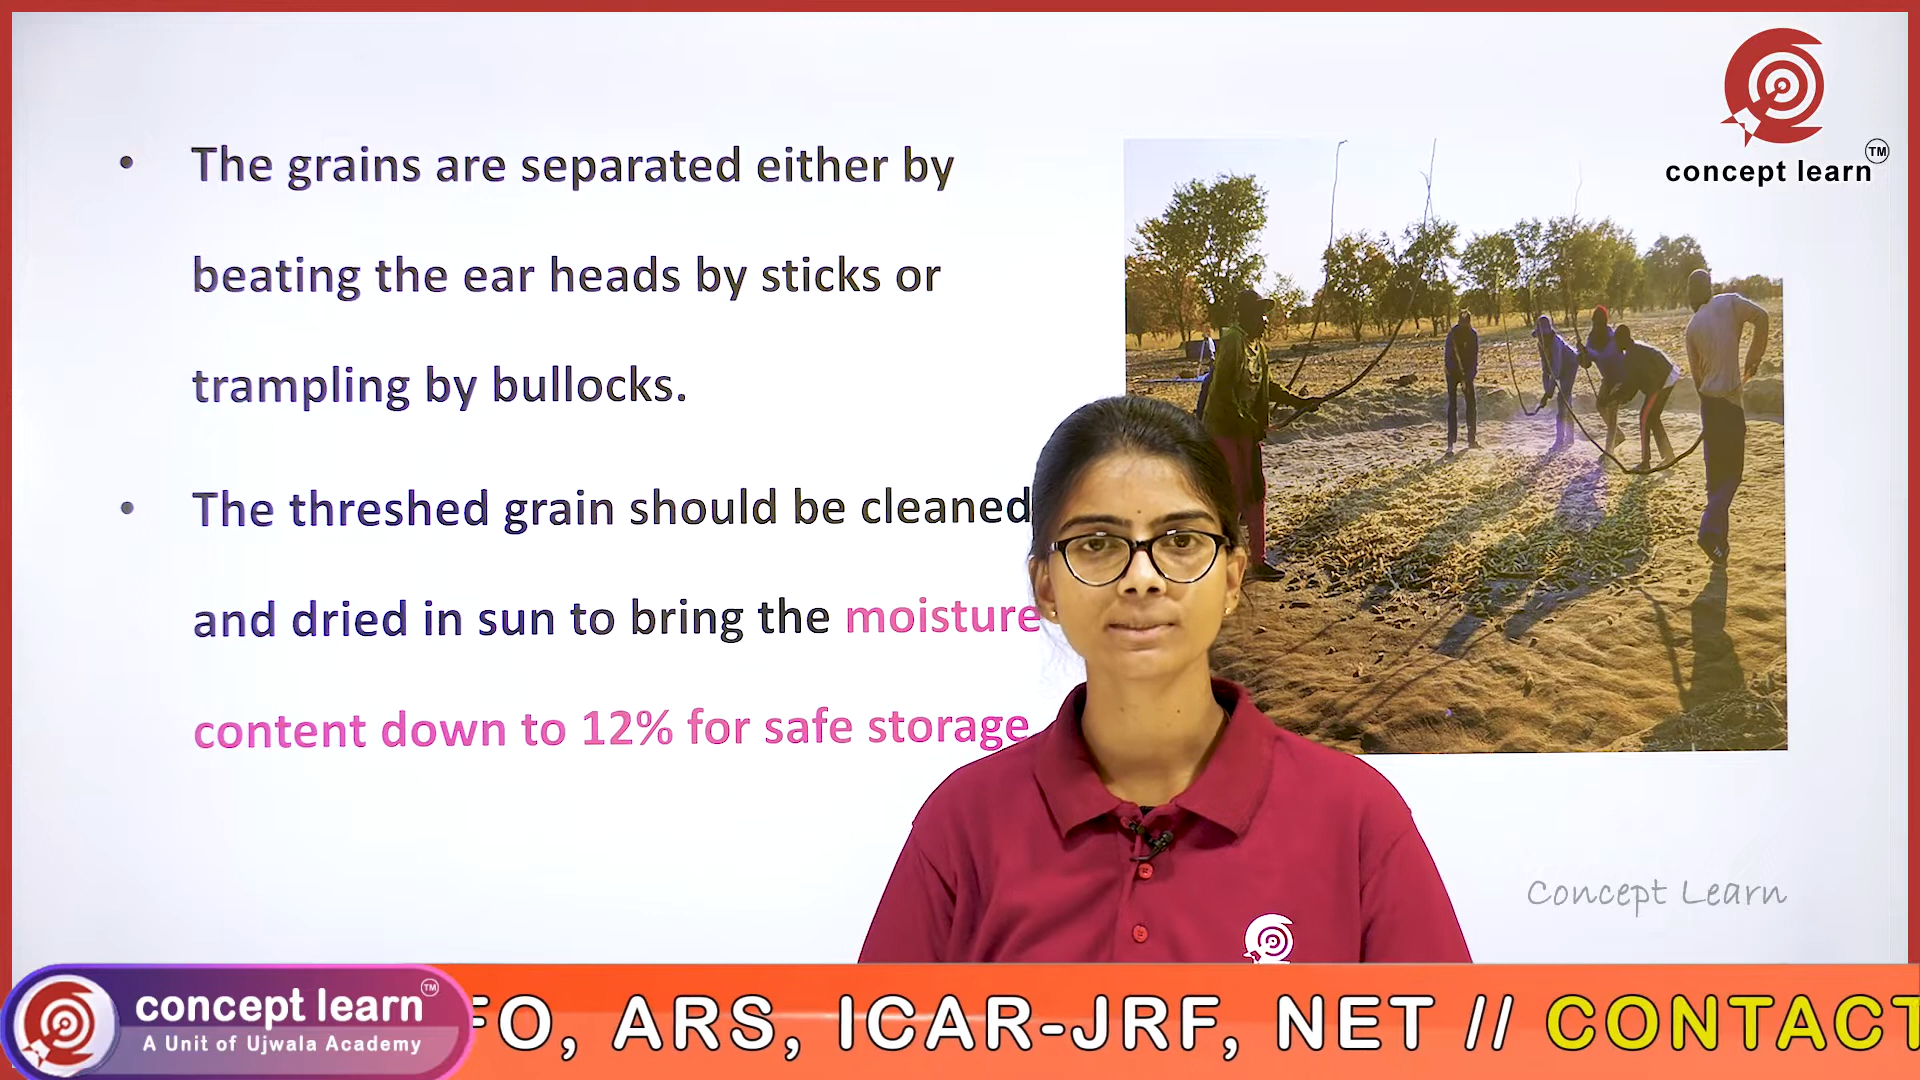 concept learn TM
• The grains are separated either by
beating the ear heads by sticks or
trampling by bullocks.
• The threshed grain should be cleaned
and dried in sun to bring the moisture
content down to 12% for safe storage
Concept Learn
concept learn TM
A Unit of Ujwala Academy
FO, ARS, ICAR-JRF, NET // CONTACT